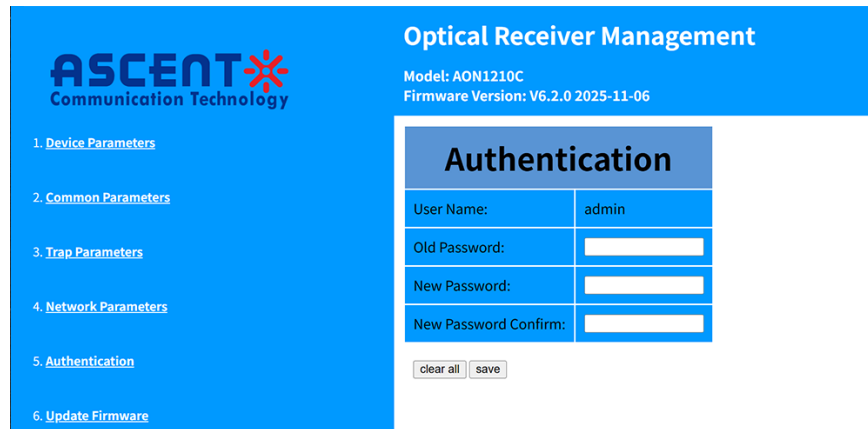 ASCENT
Communication Technology
Optical Receiver Management
Model: AON1210C
Firmware Version: V6.2.0 2025-11-06
1. Device Parameters
2. Common Parameters
3. Trap Parameters
4. Network Parameters
5. Authentication
6. Update Firmware
Authentication
User Name: admin
Old Password:
New Password:
New Password Confirm:
clear all save